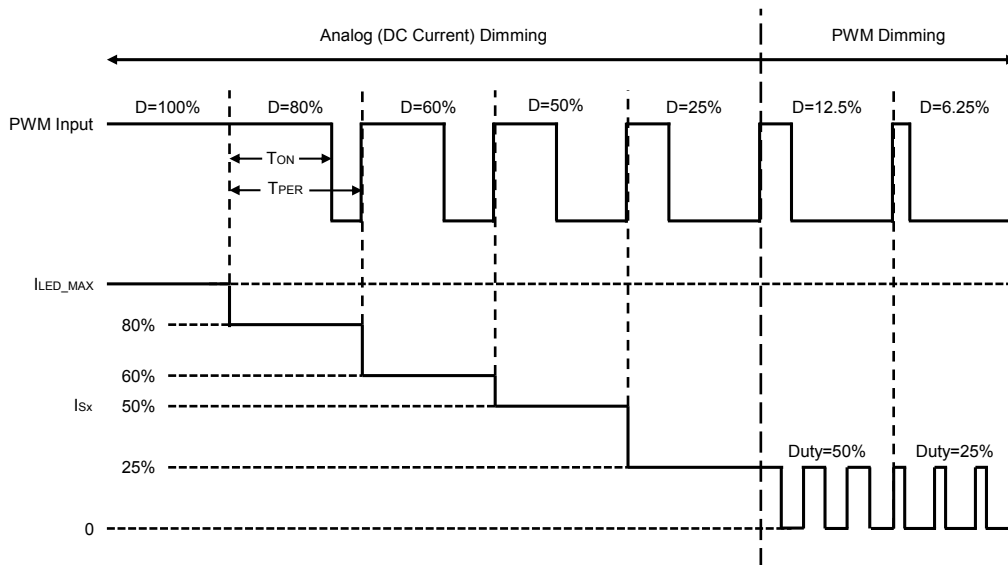 Analog (DC Current) Dimming
PWM Dimming
D=100%
D=80%
D=60%
D=50%
D=25%
D=12.5%
D=6.25%
PWM Input
TON
TPER
ILED_MAX
80%
60%
ISx
50%
25%
Duty=50%
Duty=25%
0